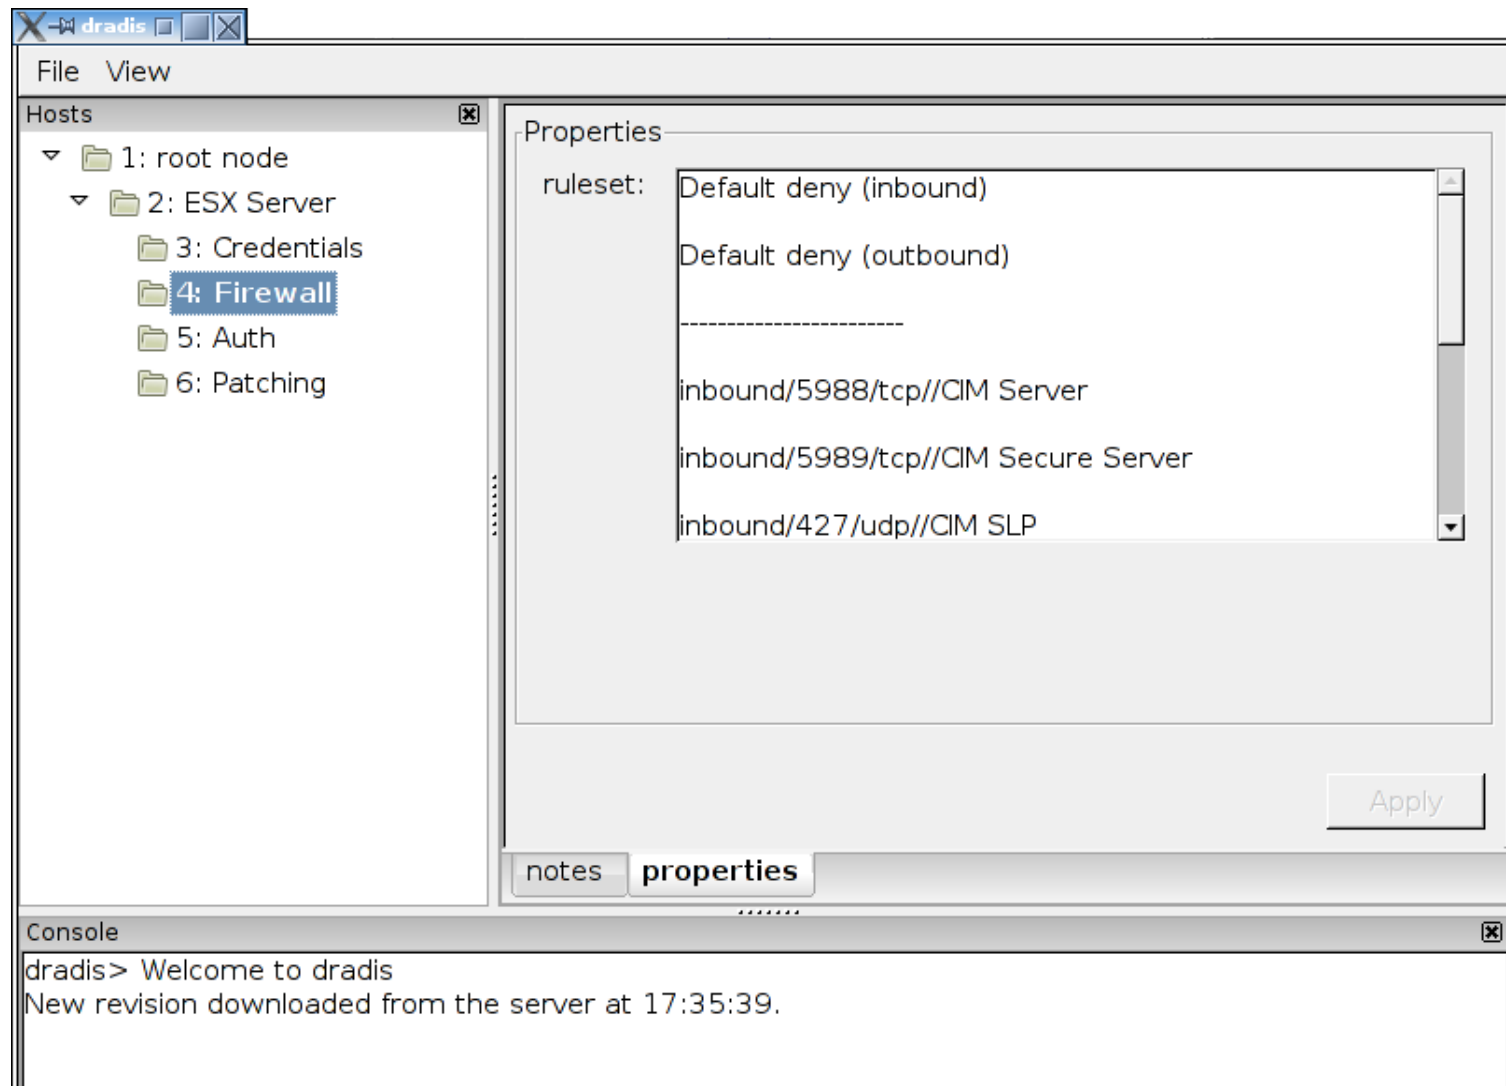 dradis
File View
Hosts
1: root node
2: ESX Server
3: Credentials
4: Firewall
5: Auth
6: Patching
Properties
ruleset:
Default deny (inbound)
Default deny (outbound)
------------------------
inbound/5988/tcp//CIM Server
inbound/5989/tcp//CIM Secure Server
inbound/427/udp//CIM SLP
Apply
notes properties
Console
dradis> Welcome to dradis
New revision downloaded from the server at 17:35:39.